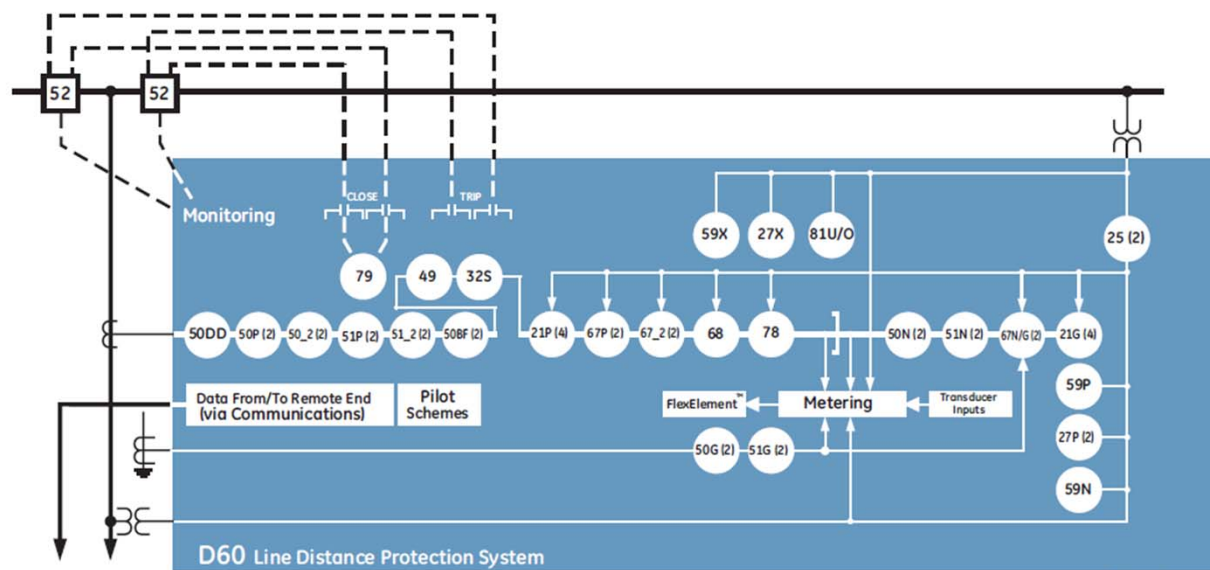 52
52
CLOSE
TRIP
Monitoring
59X
27X
81U/O
25 (2)
79
49
32S
50DD
50P (2)
50_2 (2)
51P (2)
51_2 (2)
50BF (2)
21P (4)
67P (2)
67_2 (2)
68
78
50N (2)
51N (2)
67N/G (2)
21G (4)
Data From/To Remote End
(via Communications)
Pilot
Schemes
FlexElement™
Metering
Transducer
Inputs
59P
50G (2)
51G (2)
27P (2)
59N
D60 Line Distance Protection System